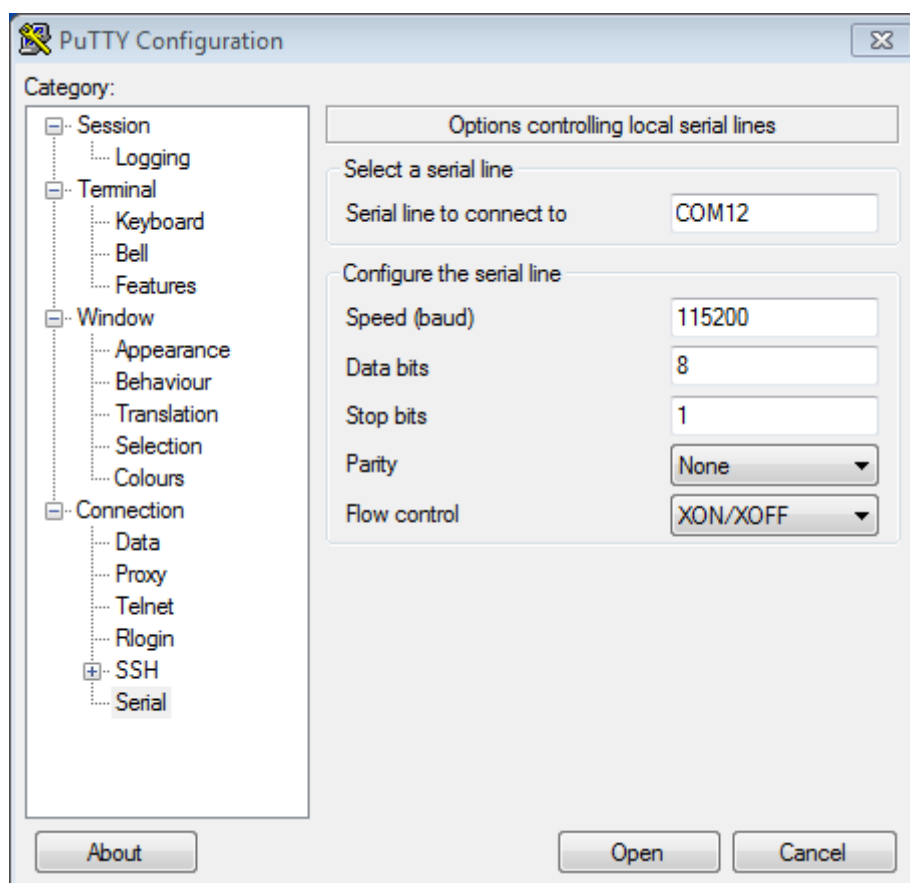 PuTTY Configuration
Category:
Session
Logging
Terminal
Keyboard
Bell
Features
Window
Appearance
Behaviour
Translation
Selection
Colours
Connection
Data
Proxy
Telnet
Rlogin
SSH
Serial
Options controlling local serial lines
Select a serial line
Serial line to connect to COM12
Configure the serial line
Speed (baud) 115200
Data bits 8
Stop bits 1
Parity None
Flow control XON/XOFF
About Open Cancel